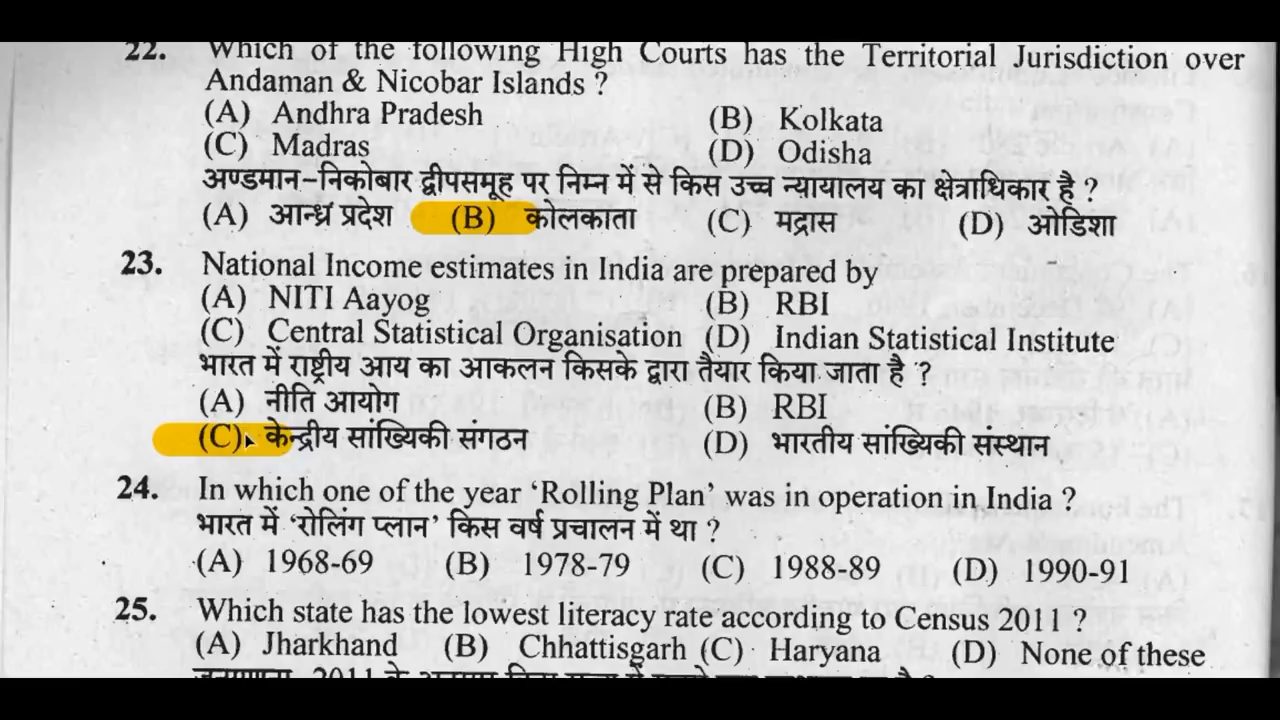 22. Which of the following High Courts has the Territorial Jurisdiction over
Andaman & Nicobar Islands ?
(A) Andhra Pradesh (B) Kolkata
(C) Madras (D) Odisha
अण्डमान-निकोबार द्वीपसमूह पर निम्न में से किस उच्च न्यायालय का क्षेत्राधिकार है ?
(A) आन्ध्र प्रदेश (B) कोलकाता (C) मद्रास (D) ओडिशा
23. National Income estimates in India are prepared by
(A) NITI Aayog (B) RBI
(C) Central Statistical Organisation (D) Indian Statistical Institute
भारत में राष्ट्रीय आय का आकलन किसके द्वारा तैयार किया जाता है ?
(A) नीति आयोग (B) RBI
(C) केन्द्रीय सांख्यिकी संगठन (D) भारतीय सांख्यिकी संस्थान
24. In which one of the year ‘Rolling Plan’ was in operation in India ?
भारत में ‘रोलिंग प्लान’ किस वर्ष प्रचालन में था ?
(A) 1968-69 (B) 1978-79 (C) 1988-89 (D) 1990-91
25. Which state has the lowest literacy rate according to Census 2011 ?
(A) Jharkhand (B) Chhattisgarh (C) Haryana (D) None of these